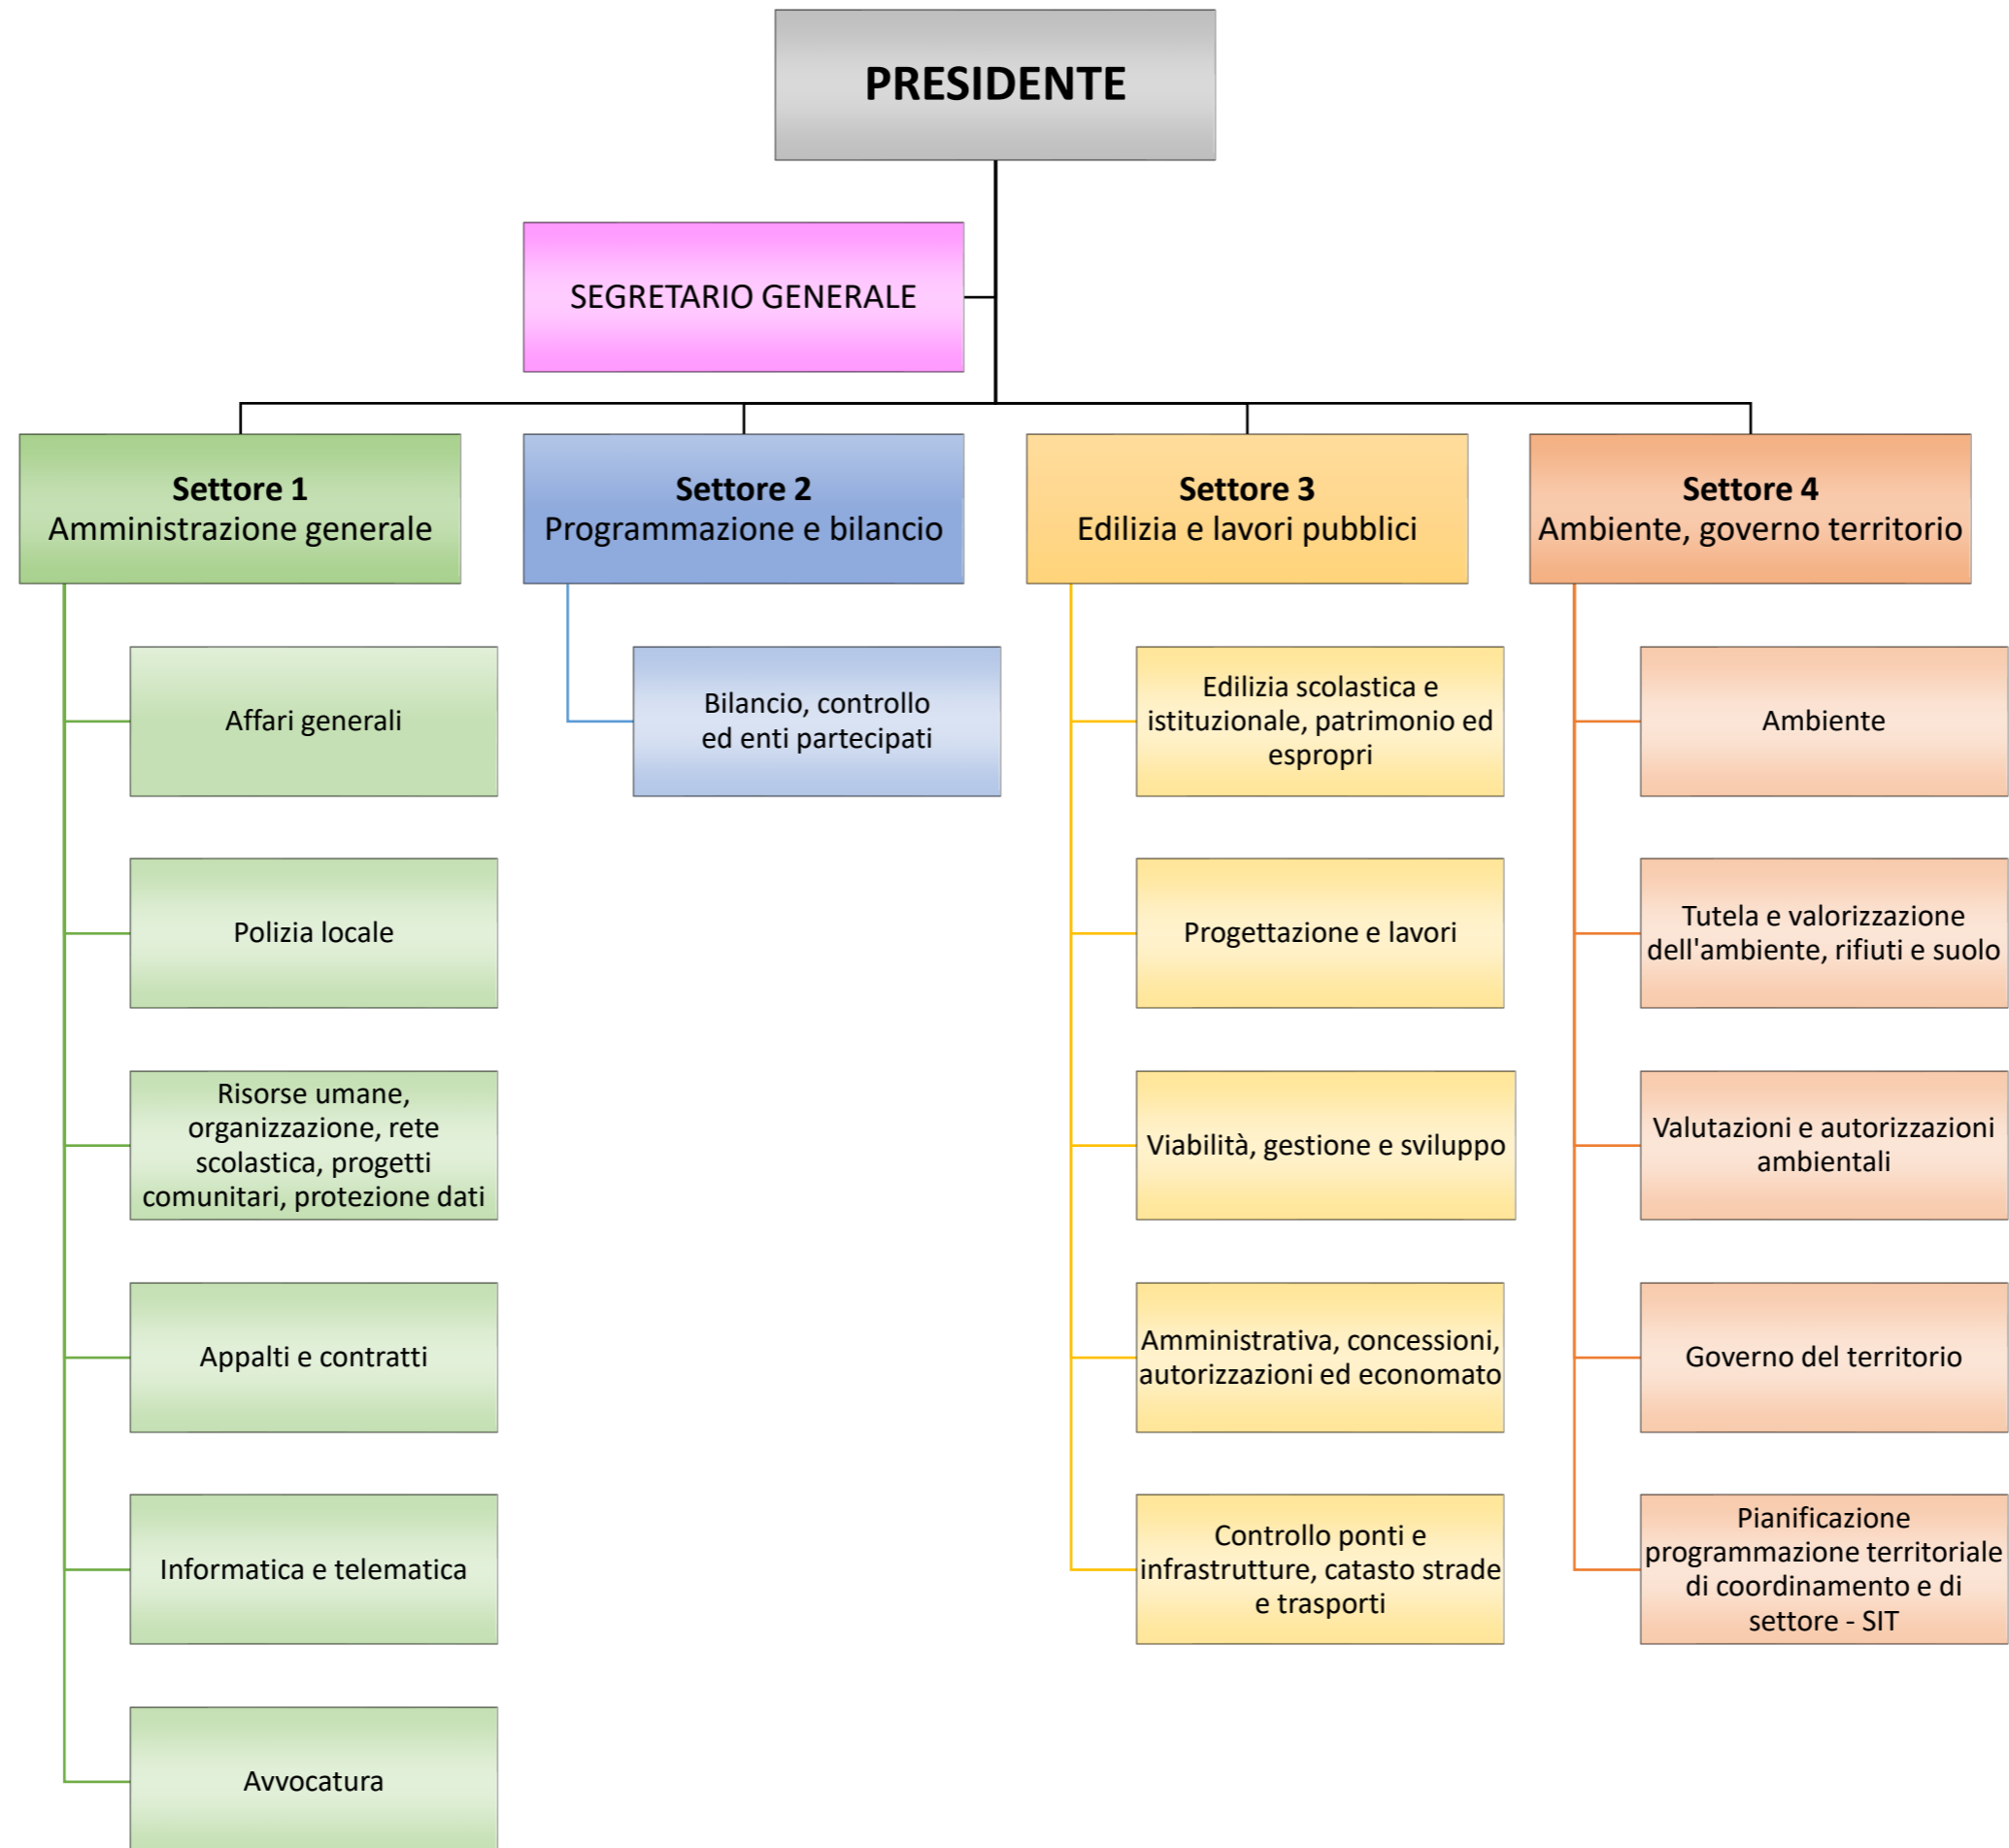 PRESIDENTE
SEGRETARIO GENERALE
Settore 1
Amministrazione generale
Affari generali
Polizia locale
Risorse umane,
organizzazione, rete
scolastica, progetti
comunitari, protezione dati
Appalti e contratti
Informatica e telematica
Avvocatura
Settore 2
Programmazione e bilancio
Bilancio, controllo
ed enti partecipati
Settore 3
Edilizia e lavori pubblici
Edilizia scolastica e
istituzionale, patrimonio ed
espropri
Progettazione e lavori
Viabilità, gestione e sviluppo
Amministrativa, concessioni,
autorizzazioni ed economato
Controllo ponti e
infrastrutture, catasto strade
e trasporti
Settore 4
Ambiente, governo territorio
Ambiente
Tutela e valorizzazione
dell'ambiente, rifiuti e suolo
Valutazioni e autorizzazioni
ambientali
Governo del territorio
Pianificazione
programmazione territoriale
di coordinamento e di
settore - SIT